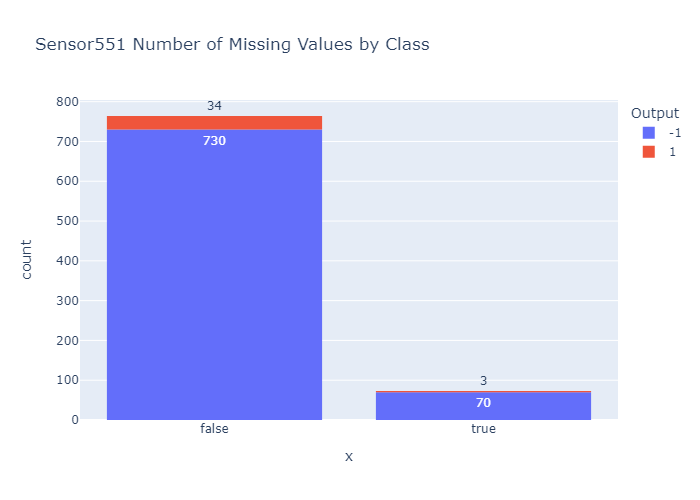 Sensor551 Number of Missing Values by Class
Output
-1
1
count
800
700
600
500
400
300
200
100
0
34
730
3
70
false
true
x